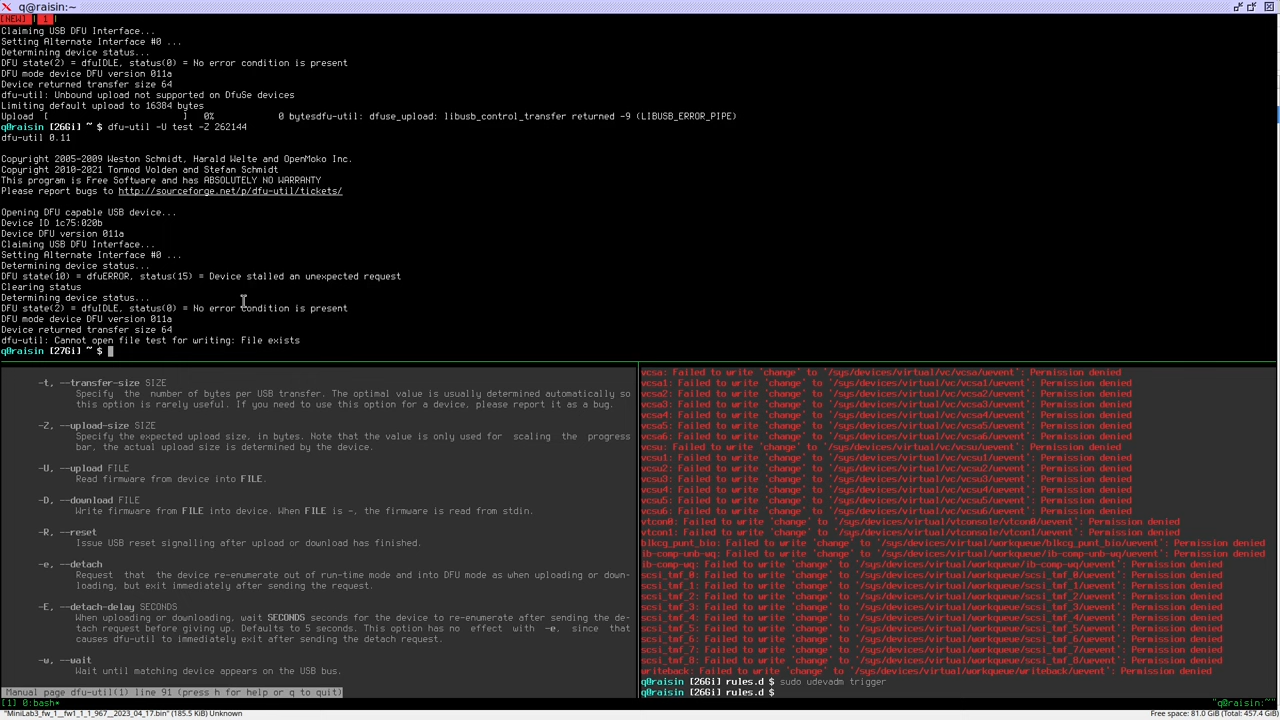 q@raisin:~
[NEW] | 1 |
Claiming USB DFU Interface...
Setting Alternate Interface #0 ...
Determining device status...
DFU state(2) = dfuIDLE, status(0) = No error condition is present
DFU mode device DFU version 011a
Device returned transfer size 64
dfu-util: Unbound upload not supported on DfuSe devices
Limiting default upload to 16384 bytes
Upload [ ] 0% 0 bytesdfu-util: dfuse_upload: libusb_control_transfer returned -9 (LIBUSB_ERROR_PIPE)
q@raisin [26Gi] ~ $ dfu-util -U test -Z 262144
dfu-util 0.11
Copyright 2005-2009 Weston Schmidt, Harald Welte and OpenMoko Inc.
Copyright 2010-2021 Tormod Volden and Stefan Schmidt
This program is Free Software and has ABSOLUTELY NO WARRANTY
Please report bugs to http://sourceforge.net/p/dfu-util/tickets/
Opening DFU capable USB device...
Device ID 1c75:020b
Device DFU version 011a
Claiming USB DFU Interface...
Setting Alternate Interface #0 ...
Determining device status...
DFU state(10) = dfuERROR, status(15) = Device stalled an unexpected request
Clearing status
Determining device status...
DFU state(2) = dfuIDLE, status(0) = No error condition is present
DFU mode device DFU version 011a
Device returned transfer size 64
dfu-util: Cannot open file test for writing: File exists
q@raisin [27Gi] ~ $
-t, --transfer-size SIZE
Specify the number of bytes per USB transfer. The optimal value is usually determined automatically so
this option is rarely useful. If you need to use this option for a device, please report it as a bug.
-Z, --upload-size SIZE
Specify the expected upload size, in bytes. Note that the value is only used for scaling the progress
bar, the actual upload size is determined by the device.
-U, --upload FILE
Read firmware from device into FILE.
-D, --download FILE
Write firmware from FILE into device. When FILE is -, the firmware is read from stdin.
-R, --reset
Issue USB reset signalling after upload or download has finished.
-e, --detach
Request that the device re-enumerate out of run-time mode and into DFU mode as when uploading or down-
loading, but exit immediately after sending the request.
-E, --detach-delay SECONDS
When uploading or downloading, wait SECONDS seconds for the device to re-enumerate after sending the de-
tach request before giving up. Defaults to 5 seconds. This option has no effect with -e, since that
causes dfu-util to immediately exit after sending the detach request.
-w, --wait
Wait until matching device appears on the USB bus.
Manual page dfu-util(1) line 91 (press h for help or q to quit)
vcsa: Failed to write 'change' to '/sys/devices/virtual/vc/vcsa/uevent': Permission denied
vcsa1: Failed to write 'change' to '/sys/devices/virtual/vc/vcsa1/uevent': Permission denied
vcsa2: Failed to write 'change' to '/sys/devices/virtual/vc/vcsa2/uevent': Permission denied
vcsa3: Failed to write 'change' to '/sys/devices/virtual/vc/vcsa3/uevent': Permission denied
vcsa4: Failed to write 'change' to '/sys/devices/virtual/vc/vcsa4/uevent': Permission denied
vcsa5: Failed to write 'change' to '/sys/devices/virtual/vc/vcsa5/uevent': Permission denied
vcsa6: Failed to write 'change' to '/sys/devices/virtual/vc/vcsa6/uevent': Permission denied
vcsu: Failed to write 'change' to '/sys/devices/virtual/vc/vcsu/uevent': Permission denied
vcsu1: Failed to write 'change' to '/sys/devices/virtual/vc/vcsu1/uevent': Permission denied
vcsu2: Failed to write 'change' to '/sys/devices/virtual/vc/vcsu2/uevent': Permission denied
vcsu3: Failed to write 'change' to '/sys/devices/virtual/vc/vcsu3/uevent': Permission denied
vcsu4: Failed to write 'change' to '/sys/devices/virtual/vc/vcsu4/uevent': Permission denied
vcsu5: Failed to write 'change' to '/sys/devices/virtual/vc/vcsu5/uevent': Permission denied
vcsu6: Failed to write 'change' to '/sys/devices/virtual/vc/vcsu6/uevent': Permission denied
vtcon0: Failed to write 'change' to '/sys/devices/virtual/vtconsole/vtcon0/uevent': Permission denied
vtcon1: Failed to write 'change' to '/sys/devices/virtual/vtconsole/vtcon1/uevent': Permission denied
blkcg_punt_bio: Failed to write 'change' to '/sys/devices/virtual/workqueue/blkcg_punt_bio/uevent': Permission denied
ib-comp-unb-wq: Failed to write 'change' to '/sys/devices/virtual/workqueue/ib-comp-unb-wq/uevent': Permission denied
ib-comp-wq: Failed to write 'change' to '/sys/devices/virtual/workqueue/ib-comp-wq/uevent': Permission denied
scsi_tmf_0: Failed to write 'change' to '/sys/devices/virtual/workqueue/scsi_tmf_0/uevent': Permission denied
scsi_tmf_1: Failed to write 'change' to '/sys/devices/virtual/workqueue/scsi_tmf_1/uevent': Permission denied
scsi_tmf_2: Failed to write 'change' to '/sys/devices/virtual/workqueue/scsi_tmf_2/uevent': Permission denied
scsi_tmf_3: Failed to write 'change' to '/sys/devices/virtual/workqueue/scsi_tmf_3/uevent': Permission denied
scsi_tmf_4: Failed to write 'change' to '/sys/devices/virtual/workqueue/scsi_tmf_4/uevent': Permission denied
scsi_tmf_5: Failed to write 'change' to '/sys/devices/virtual/workqueue/scsi_tmf_5/uevent': Permission denied
scsi_tmf_6: Failed to write 'change' to '/sys/devices/virtual/workqueue/scsi_tmf_6/uevent': Permission denied
scsi_tmf_7: Failed to write 'change' to '/sys/devices/virtual/workqueue/scsi_tmf_7/uevent': Permission denied
scsi_tmf_8: Failed to write 'change' to '/sys/devices/virtual/workqueue/scsi_tmf_8/uevent': Permission denied
writeback: Failed to write 'change' to '/sys/devices/virtual/workqueue/writeback/uevent': Permission denied
q@raisin [26Gi] rules.d $ sudo udevadm trigger
q@raisin [26Gi] rules.d $
[1] 0:bash* "q@raisin:~"
"MiniLab3_fw_1__fw1_1_1_967__2023_04_17.bin" (185.5 KiB) Unknown
Free space: 81.0 GiB (Total: 457.4 GiB)